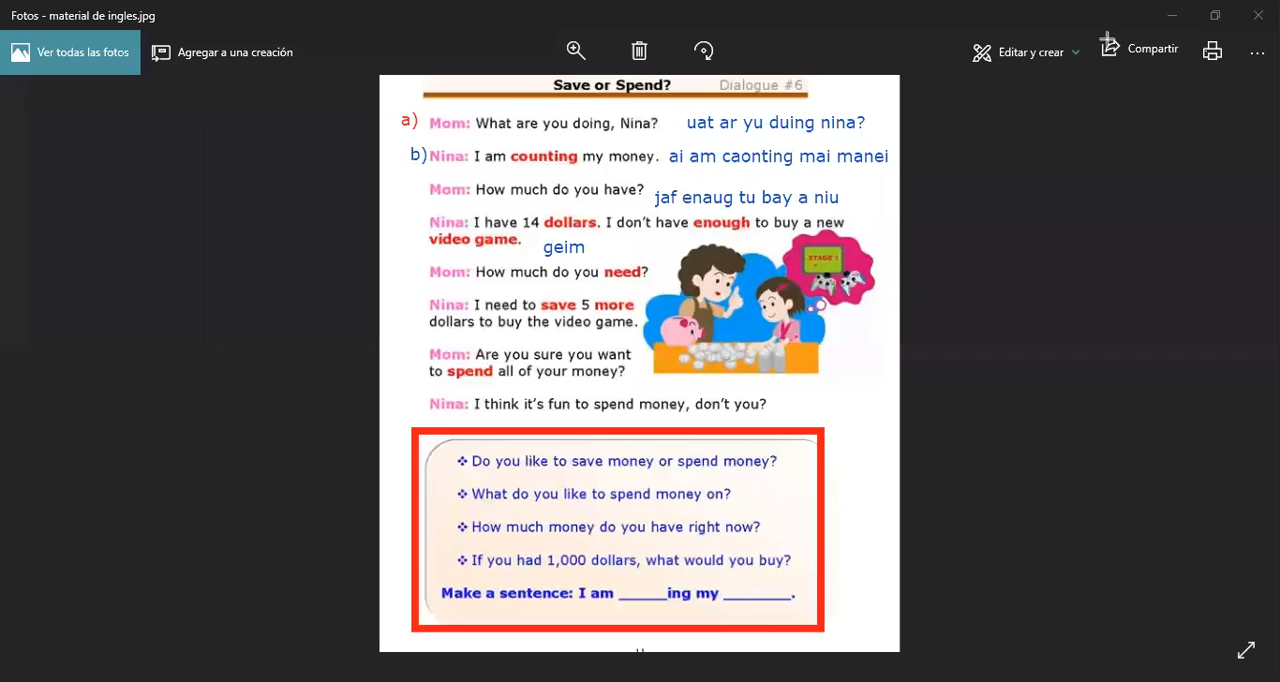 Fotos - material de ingles.jpg
Ver todas las fotos
Agregar a una creación
Editar y crear
Compartir
Save or Spend? Dialogue #6
a) Mom: What are you doing, Nina? uat ar yu duing nina?
b) Nina: I am counting my money. ai am caonting mai manei
Mom: How much do you have? jaf enaug tu bay a niu
Nina: I have 14 dollars. I don't have enough to buy a new
video game. geim
Mom: How much do you need?
STAGE 1
Nina: I need to save 5 more
dollars to buy the video game.
Mom: Are you sure you want
to spend all of your money?
Nina: I think it's fun to spend money, don't you?
❖ Do you like to save money or spend money?
❖ What do you like to spend money on?
❖ How much money do you have right now?
❖ If you had 1,000 dollars, what would you buy?
Make a sentence: I am ______ing my ________.